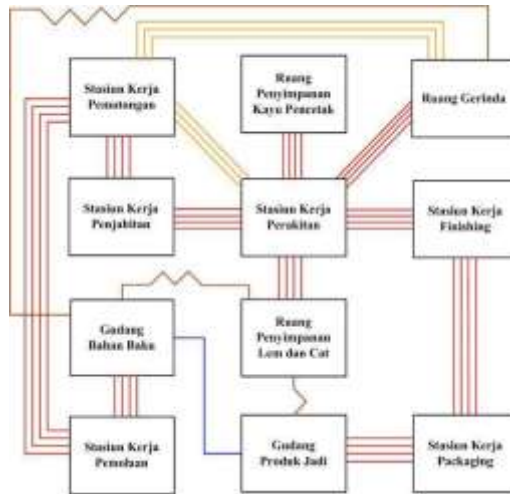 Stasiun Kerja
Pemotongan
Ruang
Penyimpanan
Kayu Pencetak
Ruang Gerinda
Stasiun Kerja
Penjahitan
Stasiun Kerja
Perakitan
Stasiun Kerja
Finishing
Gudang
Bahan Baku
Ruang
Penyimpanan
Lem dan Cat
Stasiun Kerja
Pemolaan
Gudang
Produk Jadi
Stasiun Kerja
Packaging